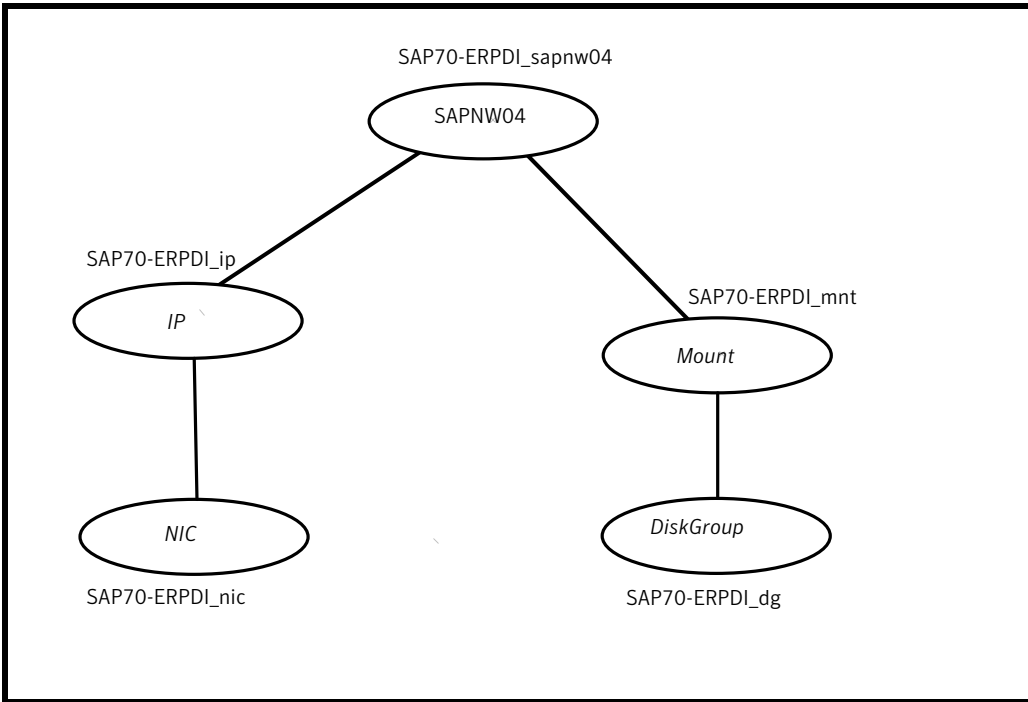 SAP70-ERPDI_sapnw04
SAPNW04
SAP70-ERPDI_ip
IP
SAP70-ERPDI_mnt
Mount
NIC
DiskGroup
SAP70-ERPDI_nic
SAP70-ERPDI_dg